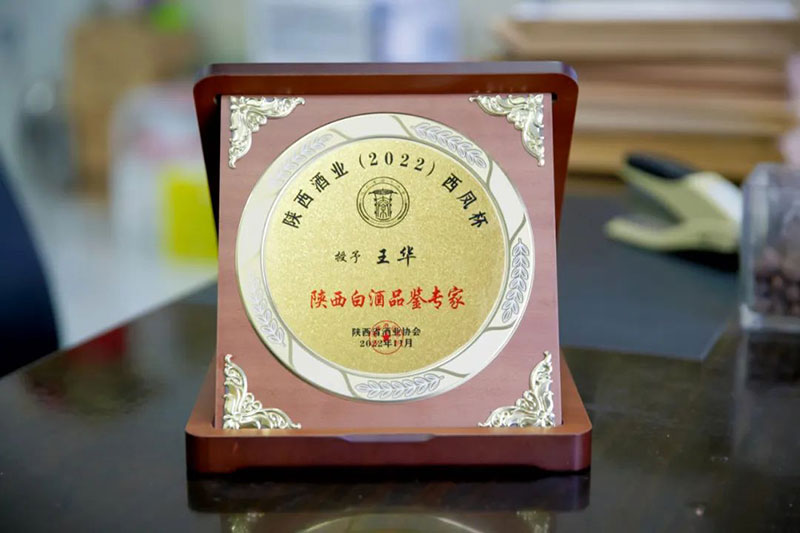 陕西酒业（2022）西凤杯
授予 王华
陕西白酒品鉴专家
陕西省酒业协会
2022年11月